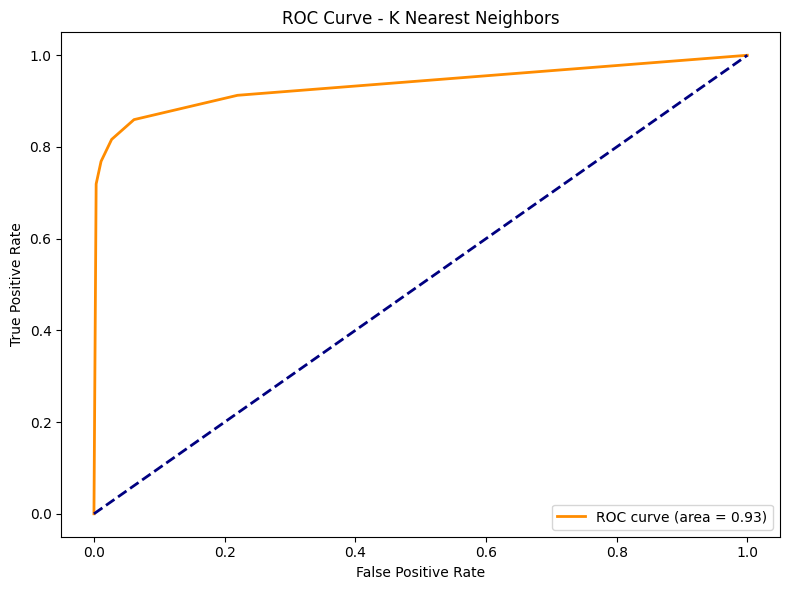 ROC Curve - K Nearest Neighbors
1.0
0.8
0.6
0.4
0.2
0.0
True Positive Rate
0.0 0.2 0.4 0.6 0.8 1.0
False Positive Rate
ROC curve (area = 0.93)